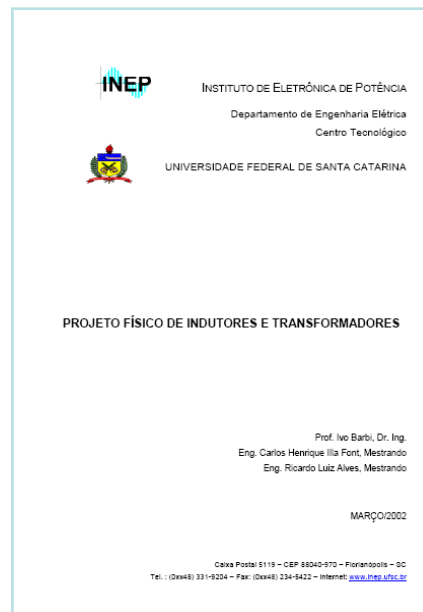 INEP
INSTITUTO DE ELETRÔNICA DE POTÊNCIA
Departamento de Engenharia Elétrica
Centro Tecnológico
UNIVERSIDADE FEDERAL DE SANTA CATARINA
PROJETO FÍSICO DE INDUTORES E TRANSFORMADORES
Prof. Ivo Barbi, Dr. Ing.
Eng. Carlos Henrique Illa Font, Mestrando
Eng. Ricardo Luiz Alves, Mestrando
MARÇO/2002
Caixa Postal 5119 – CEP 88040-970 – Florianópolis – SC
Tel. : (0xx48) 331-9204 – Fax: (0xx48) 234-5422 – Internet: www.inep.ufsc.br